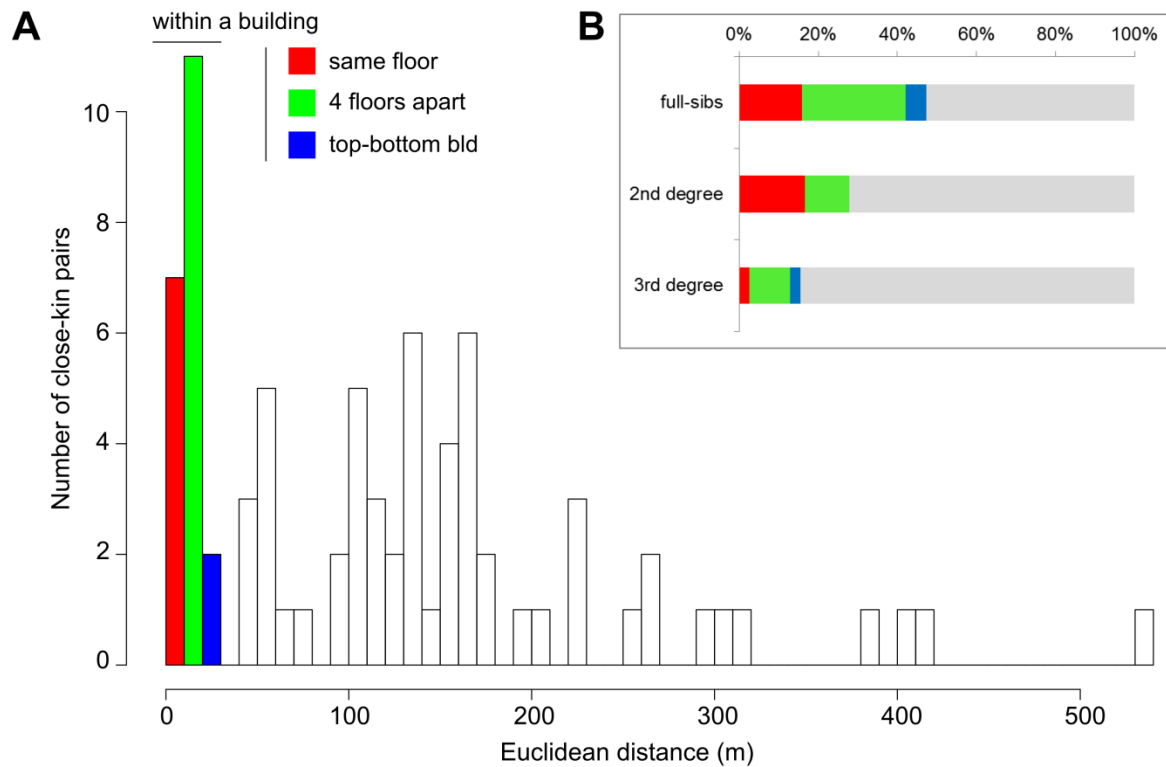 A
within a building
same floor
4 floors apart
top-bottom bld
Number of close-kin pairs
10
8
6
4
2
0
0 100 200 300 400 500
Euclidean distance (m)
B
0% 20% 40% 60% 80% 100%
full-sibs
2nd degree
3rd degree